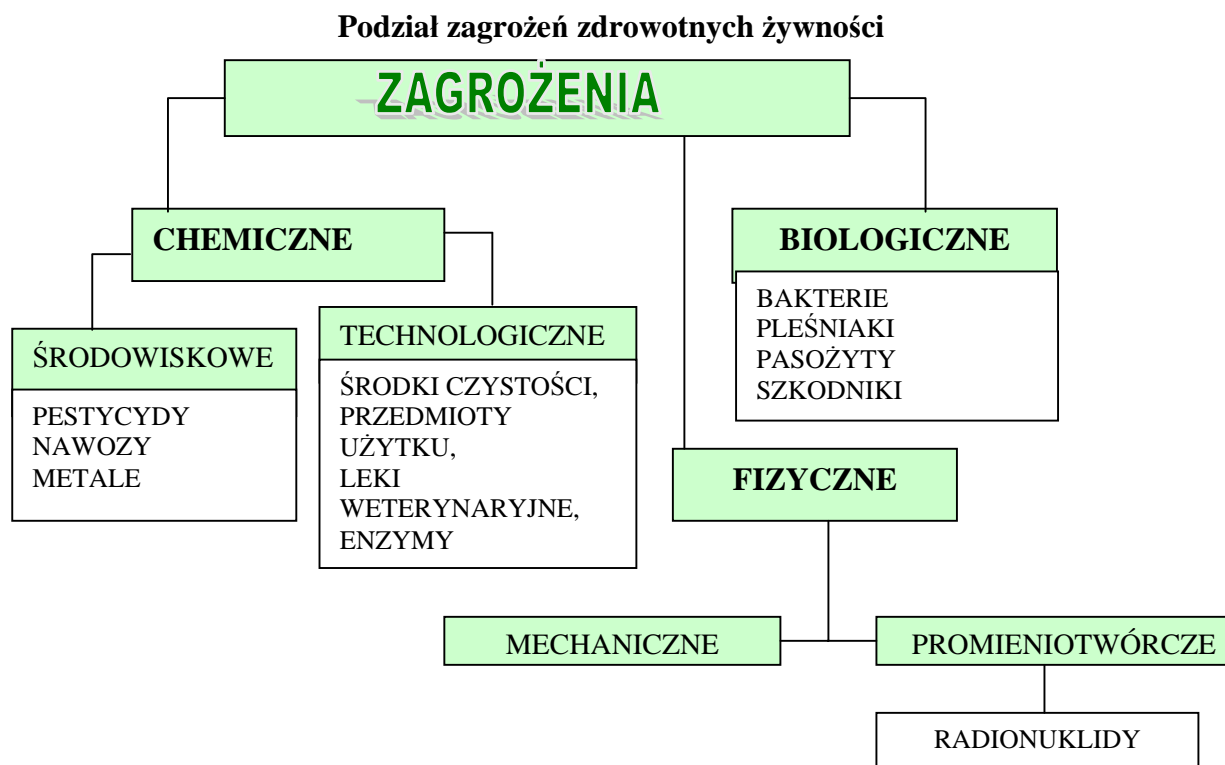 Podział zagrożeń zdrowotnych żywności
ZAGROŻENIA
CHEMICZNE
BIOLOGICZNE
BAKTERIE
PLEŚNIAKI
PASOŻYTY
SZKODNIKI
ŚRODOWISKOWE
PESTYCYDY
NAWOZY
METALE
TECHNOLOGICZNE
ŚRODKI CZYSTOŚCI,
PRZEDMIOTY
UŻYTKU,
LEKI
WETERYNARYJNE,
ENZYMY
FIZYCZNE
MECHANICZNE
PROMIENIOTWÓRCZE
RADIONUKLIDY